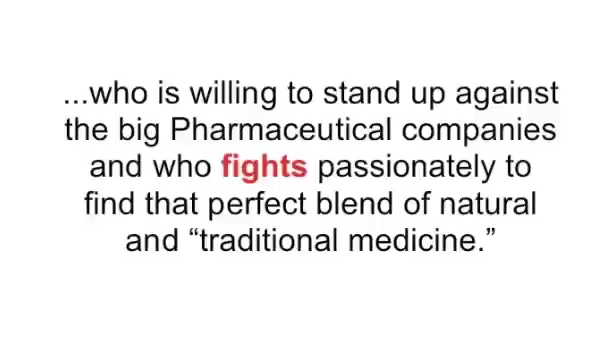 ...who is willing to stand up against
the big Pharmaceutical companies
and who fights passionately to
find that perfect blend of natural
and “traditional medicine.”